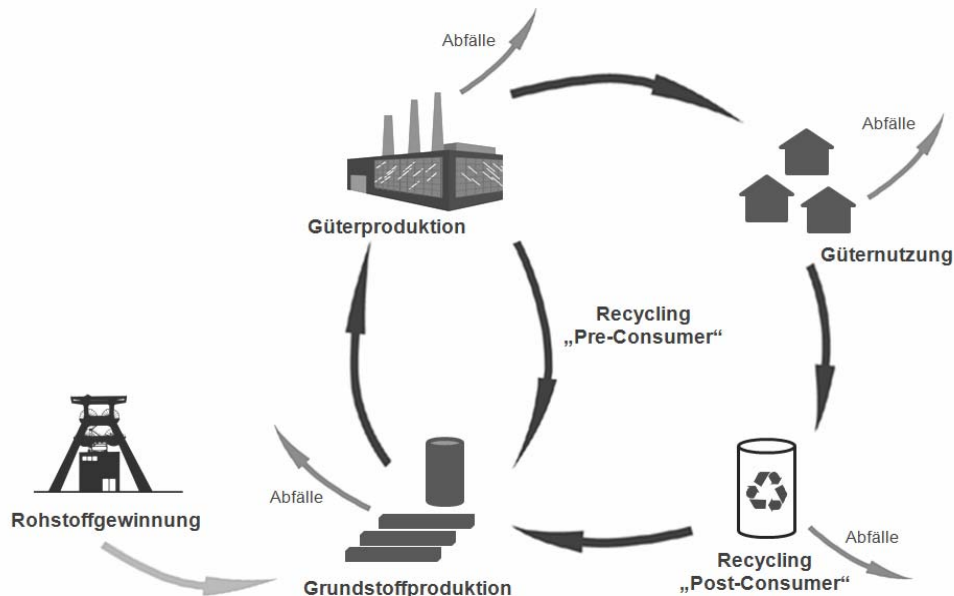 Abfälle
Abfälle
Güterproduktion
Güternutzung
Recycling
„Pre-Consumer“
Abfälle
Rohstoffgewinnung
Abfälle
Grundstoffproduktion
Recycling
„Post-Consumer“